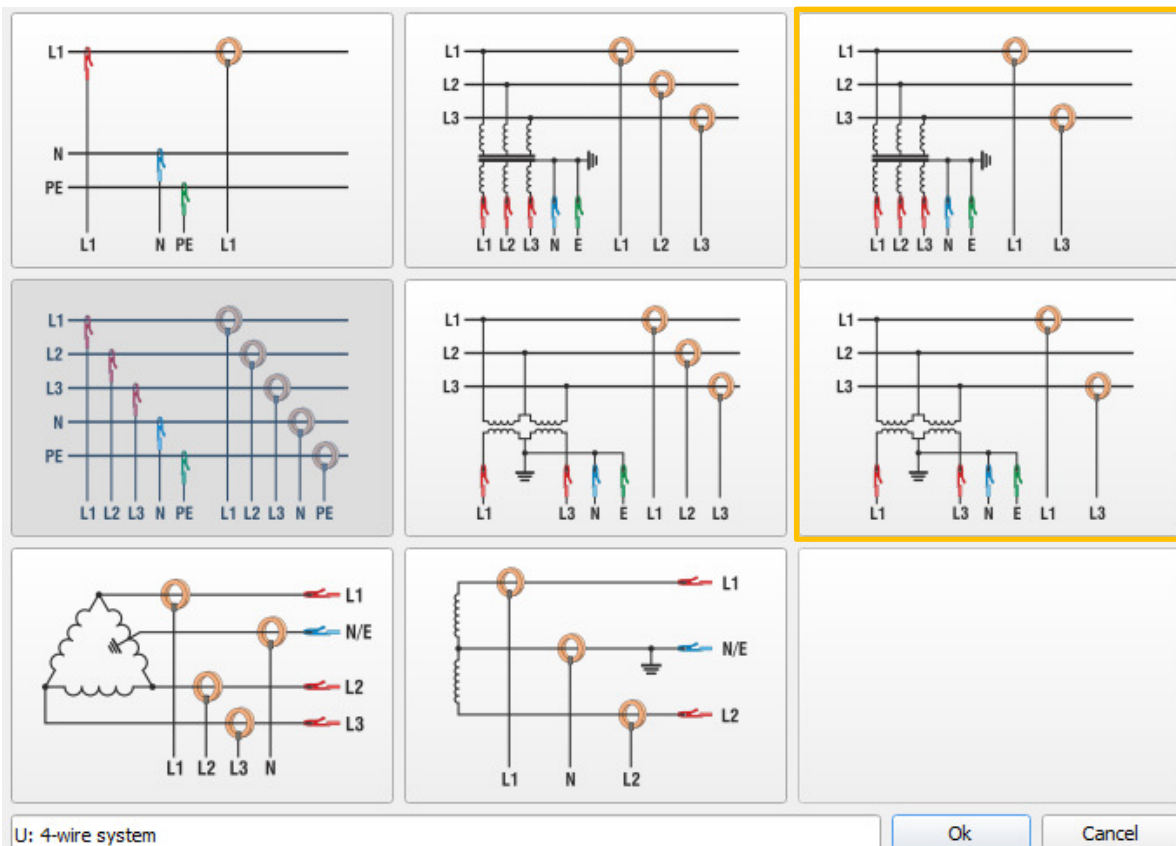 L1
N
PE
L1 N PE L1
L1
L2
L3
L1 L2 L3 N E L1 L2 L3
L1
L2
L3
L1 L2 L3 N E L1 L3
L1
L2
L3
N
PE
L1 L2 L3 N PE L1 L2 L3 N PE
L1
L2
L3
L1 L3 N E L1 L2 L3
L1
L2
L3
L1 L3 N E L1 L3
L1
N/E
L2
L3
L1 L2 L3 N
L1
N/E
L2
L1 N L2
U: 4-wire system
Ok Cancel